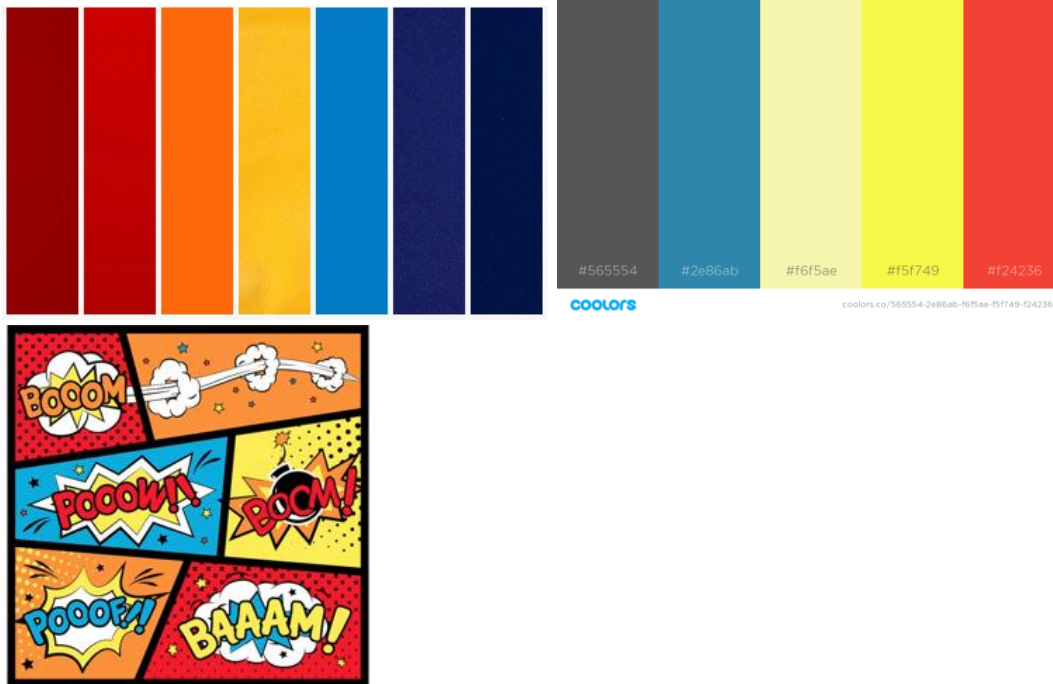 #565554 #2e86ab #f6f5ae #f5f749 #f24236
coolors coolors.co/565554-2e86ab-f6f5ae-f5f749-f24236
BOOOM
POOOW!!
BOOM!
POOOF!!
BAAAM!